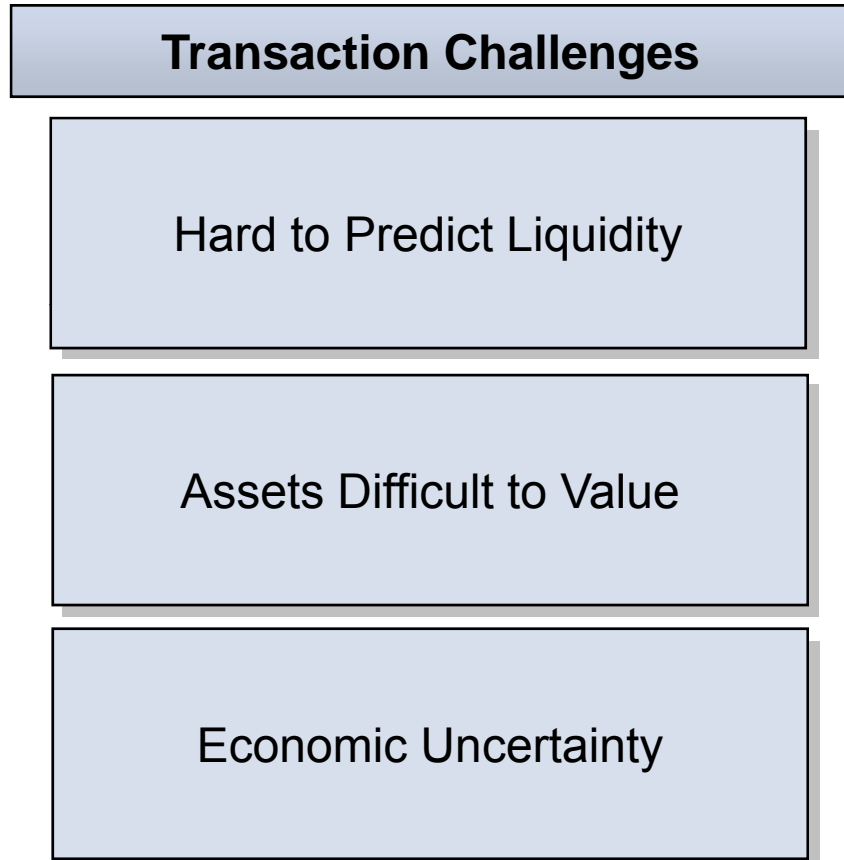 Transaction Challenges
Hard to Predict Liquidity
Assets Difficult to Value
Economic Uncertainty